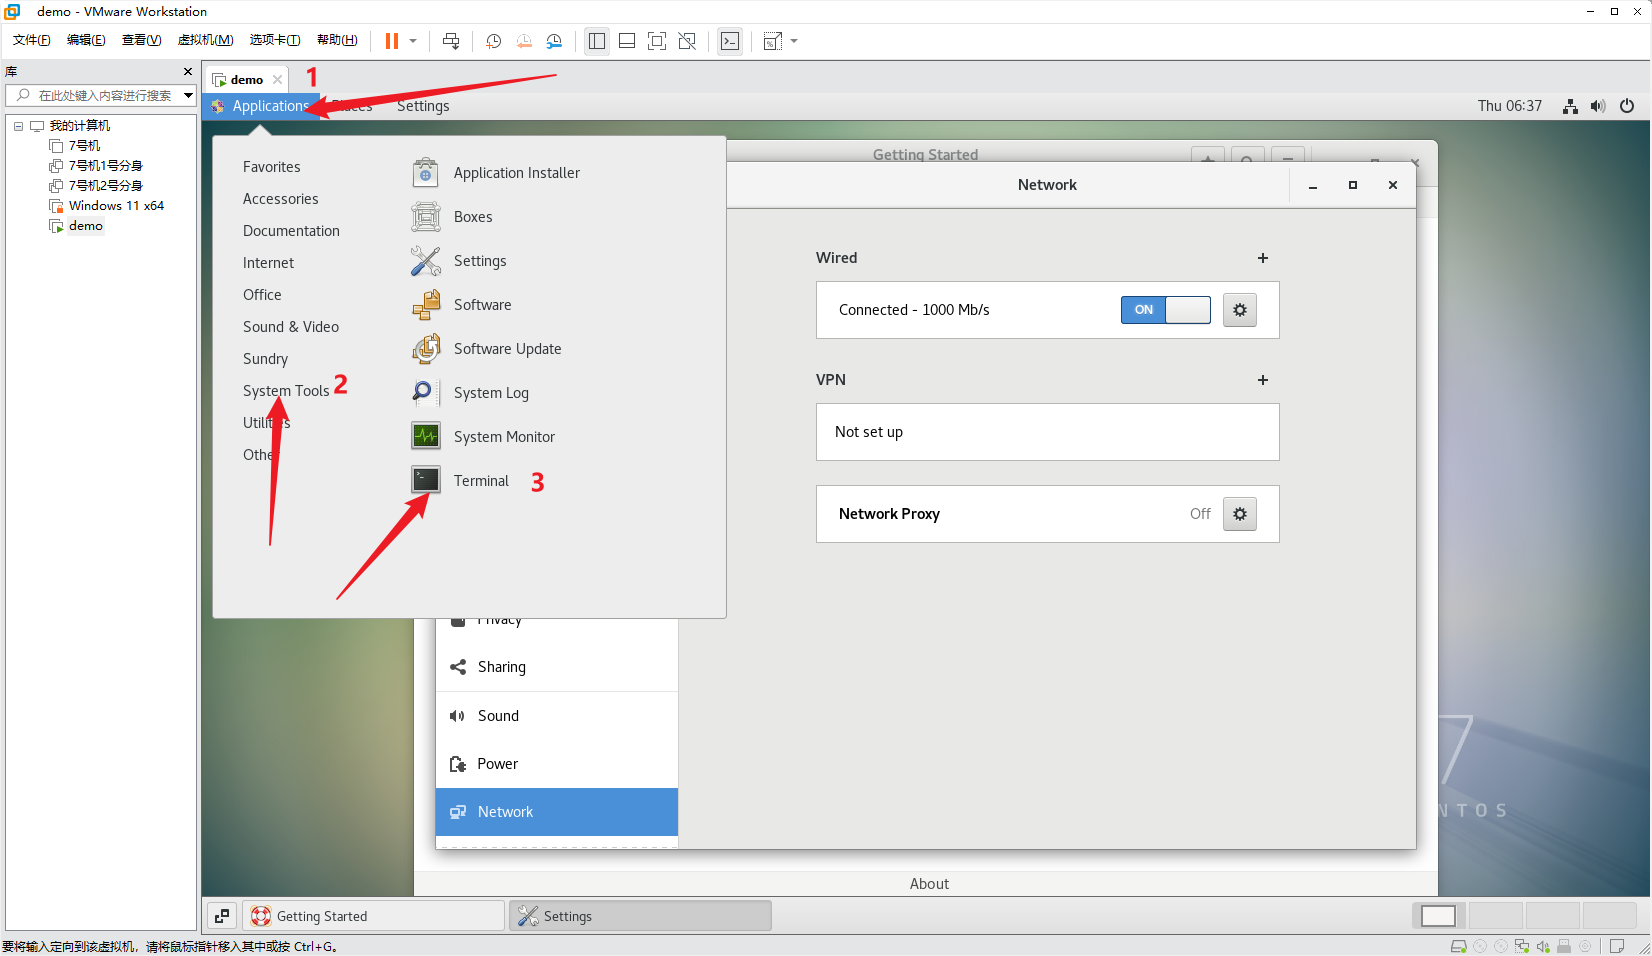 demo - VMware Workstation
文件(F) 编辑(E) 查看(V) 虚拟机(M) 选项卡(T) 帮助(H)
库
在此处键入内容进行搜索
我的计算机
7号机
7号机1号分身
7号机2号分身
Windows 11 x64
demo
demo
1
Applications Places Settings
Thu 06:37
Favorites
Accessories
Documentation
Internet
Office
Sound & Video
Sundry
System Tools 2
Utilities
Other
Application Installer
Boxes
Settings
Software
Software Update
System Log
System Monitor
Terminal 3
Getting Started
Network
Wired
Connected - 1000 Mb/s
ON
VPN
Not set up
Network Proxy
Off
Privacy
Sharing
Sound
Power
Network
7
NTOS
About
Getting Started
Settings
要将输入定向到该虚拟机，请将鼠标指针移入其中或按 Ctrl+G。